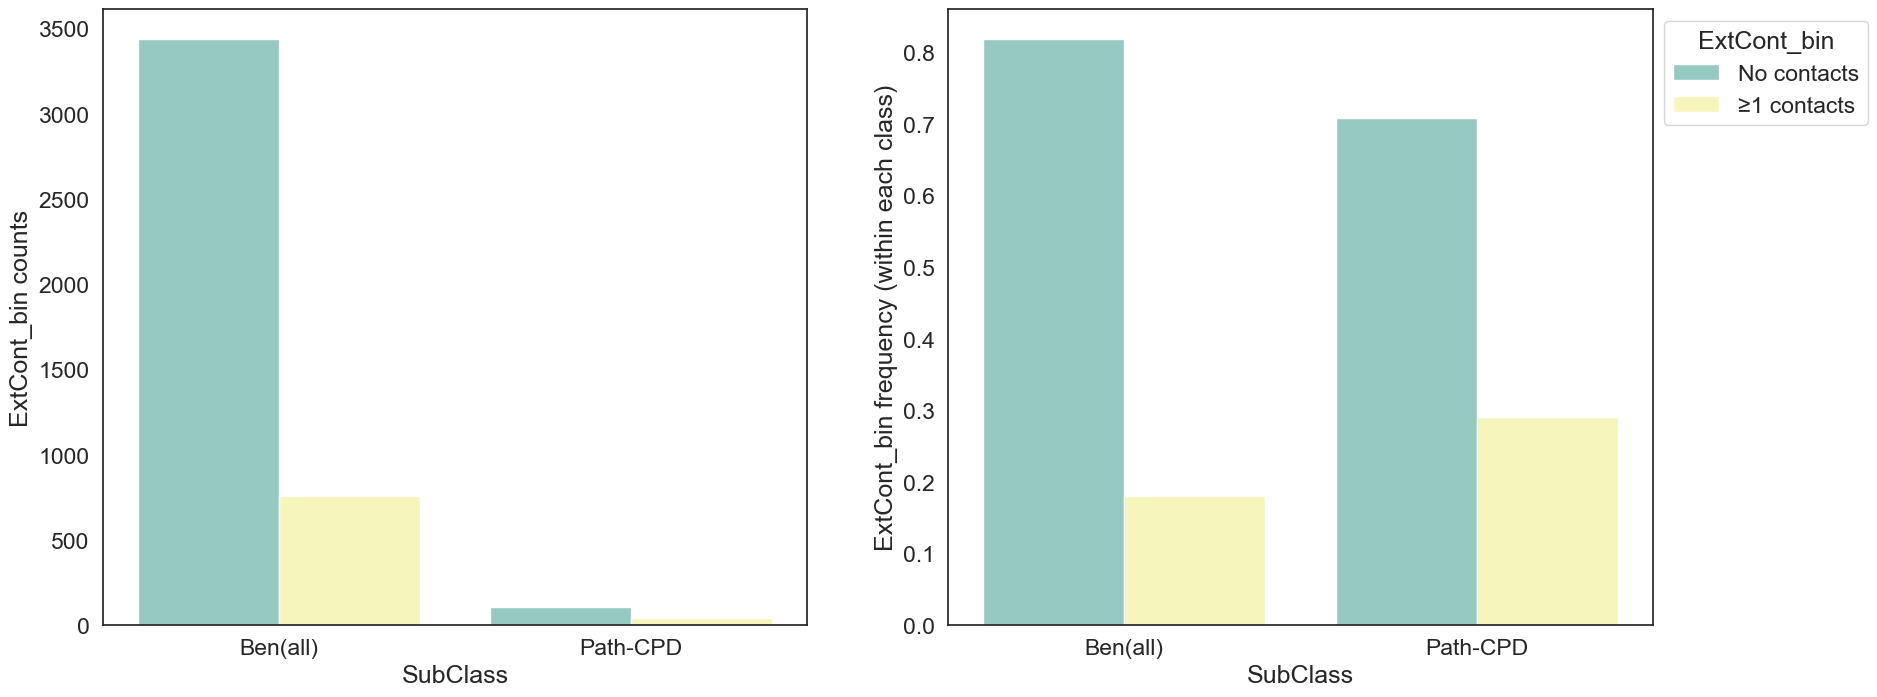 ExtCont_bin counts
3500
3000
2500
2000
1500
1000
500
0
Ben(all)
Path-CPD
SubClass
ExtCont_bin frequency (within each class)
0.8
0.7
0.6
0.5
0.4
0.3
0.2
0.1
0.0
Ben(all)
Path-CPD
SubClass
ExtCont_bin
No contacts
≥1 contacts